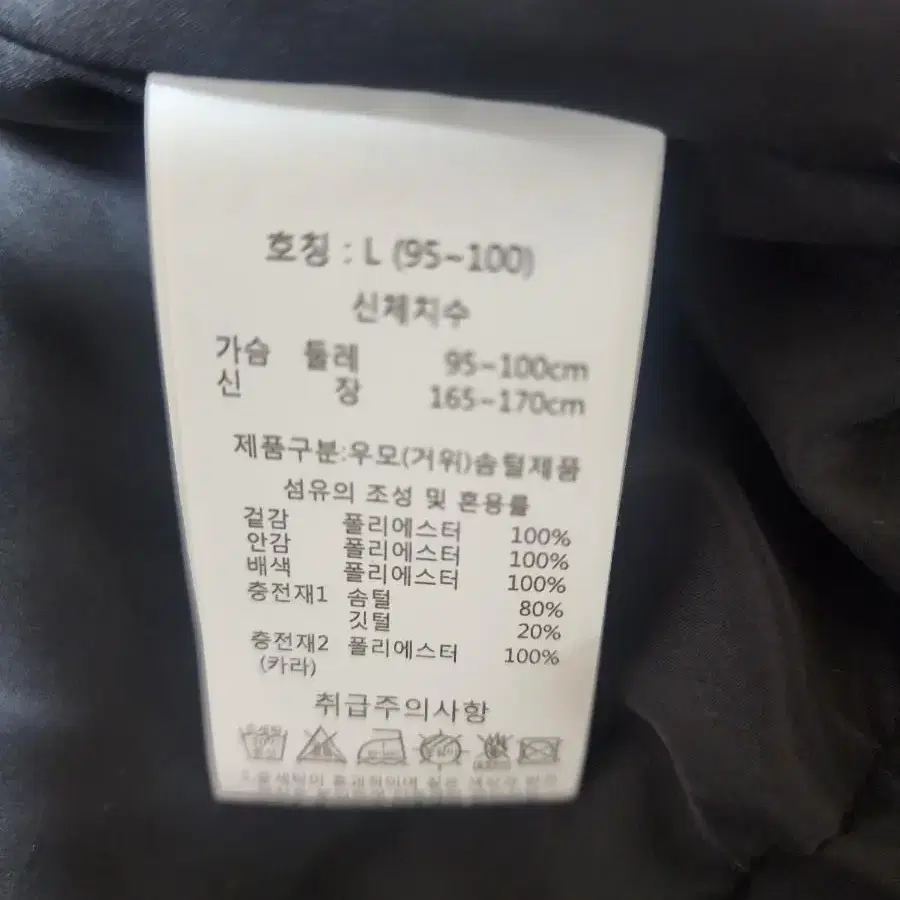 호칭 : L (95~100)
신체치수
가슴 둘레 95~100cm
신 장 165~170cm
제품구분:우모(거위)솜털제품
섬유의 조성 및 혼용률
겉감 폴리에스터 100%
안감 폴리에스터 100%
배색 폴리에스터 100%
충전재1 솜털 80%
깃털 20%
충전재2 폴리에스터 100%
(카라)
취급주의사항